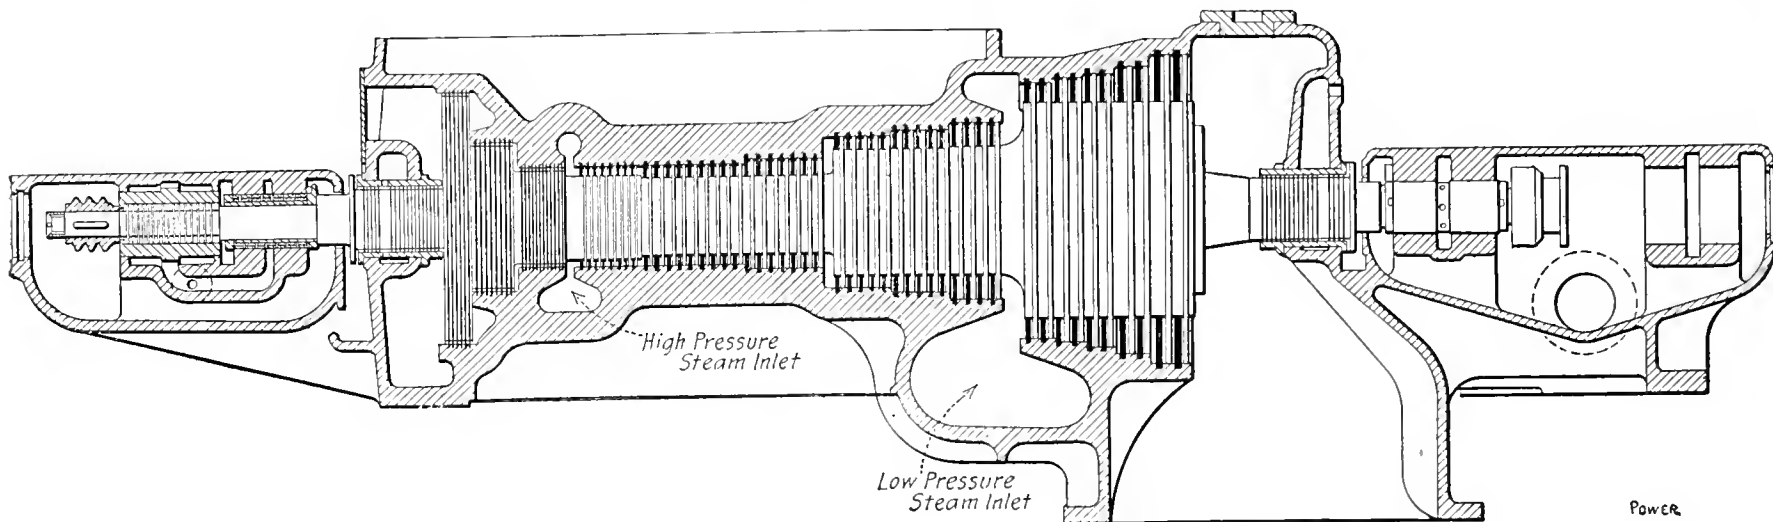 High Pressure
Steam Inlet
Low Pressure
Steam Inlet
POWER